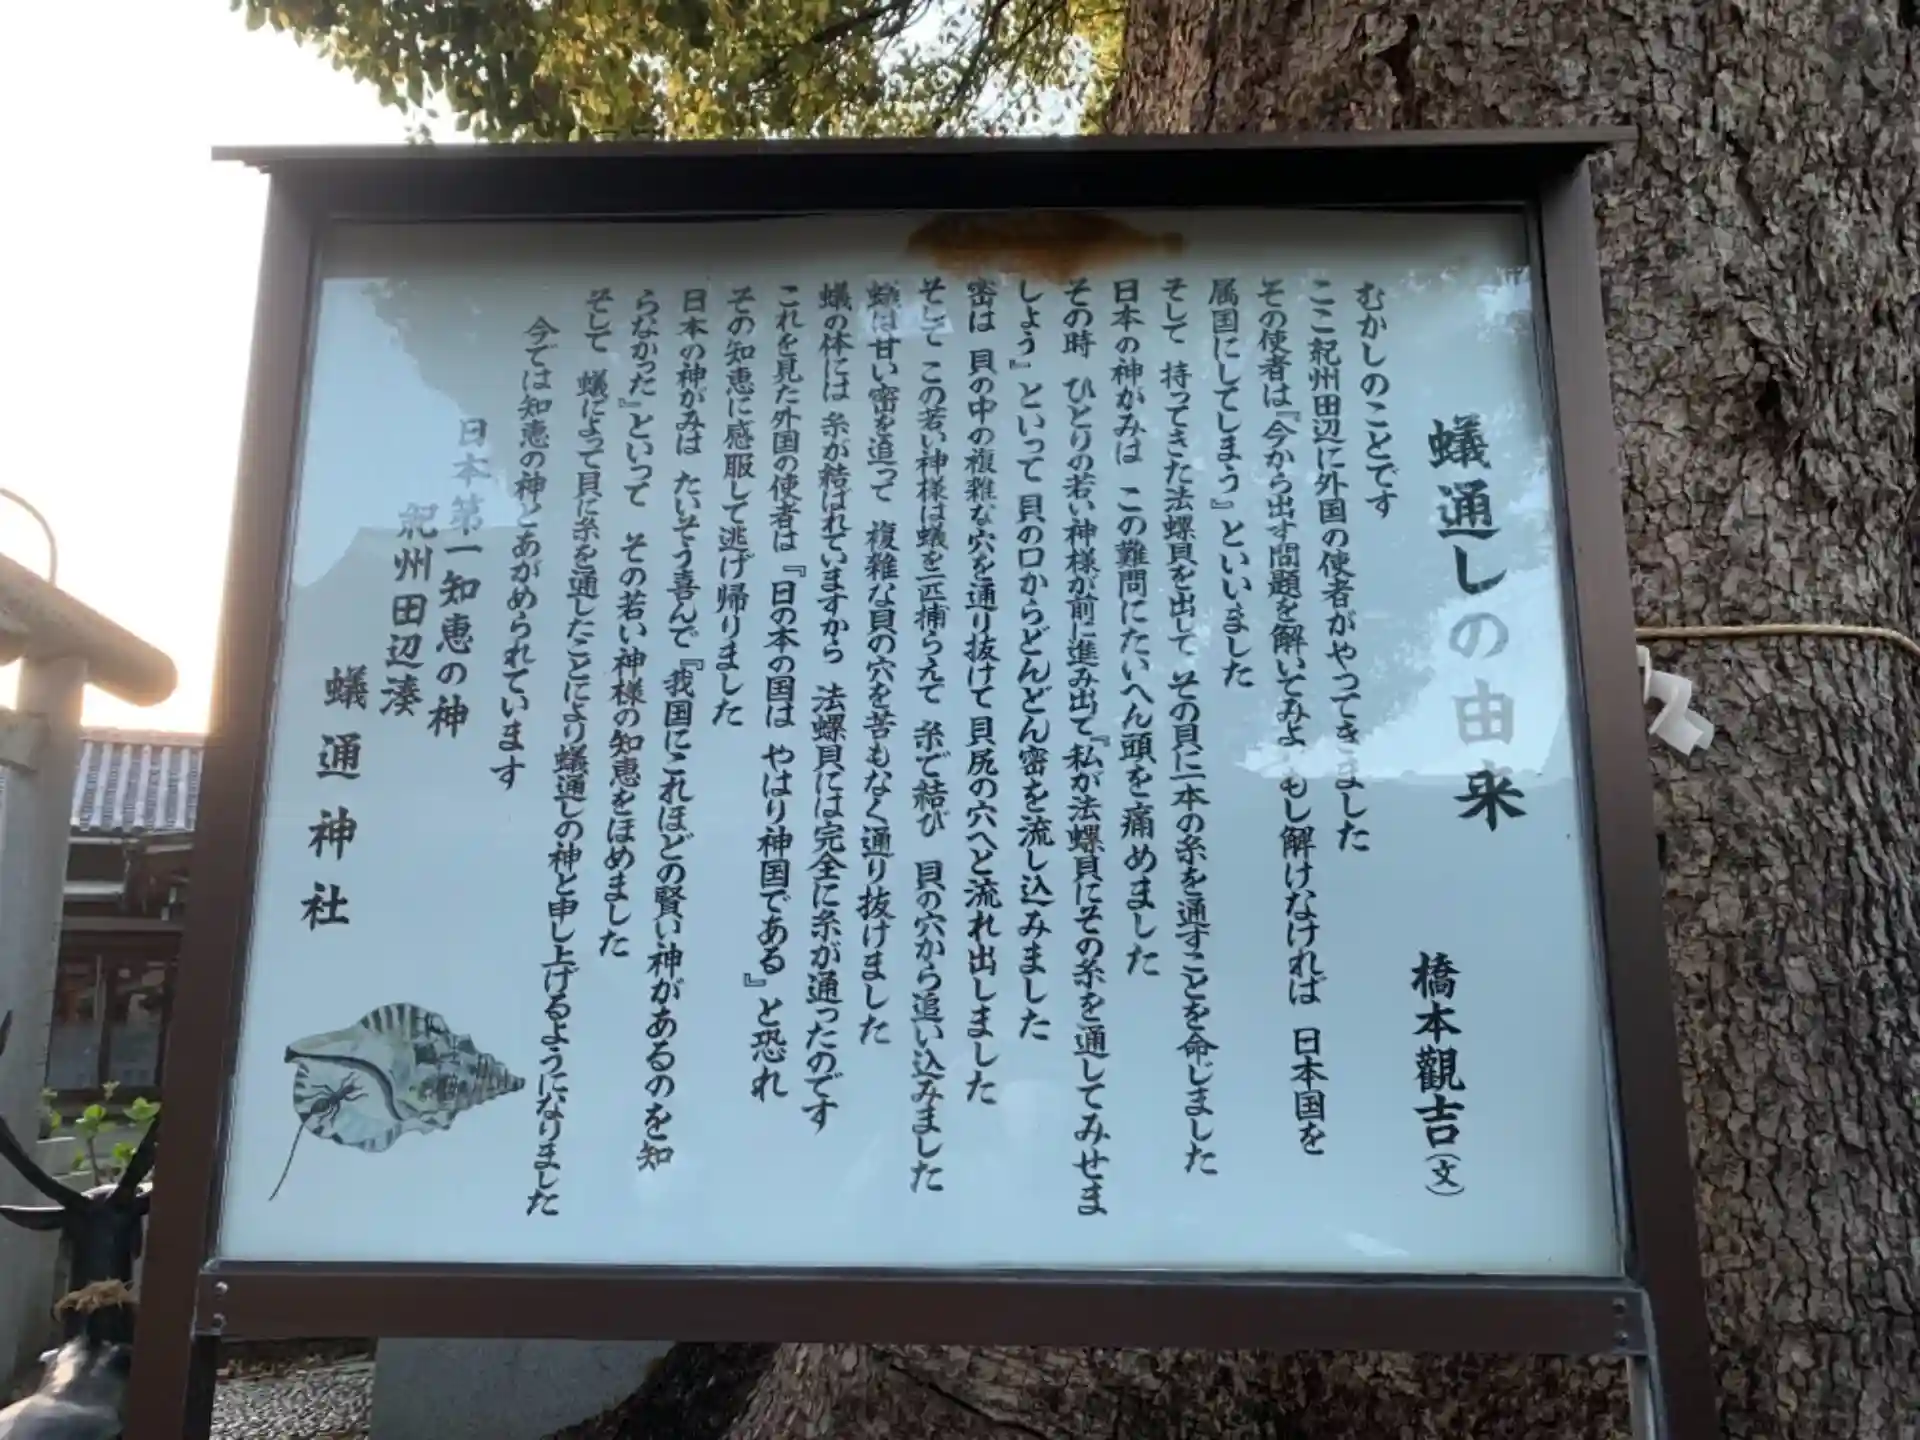 蟻通しの由来
橋本觀吉(文)
むかしのことです
ここ紀州田辺に外国の使者がやってきました
その使者は『今から出す問題を解いてみよ もし解けなければ 日本国を
属国にしてしまう』といいました
そして 持ってきた法螺貝を出して その貝に一本の糸を通すことを命じました
日本の神がみは この難問にたいへん頭を痛めました
その時 ひとりの若い神様が前に進み出て『私が法螺貝にその糸を通してみせま
しょう』といって 貝の口からどんどん密を流し込みました
密は 貝の中の複雑な穴を通り抜けて 貝尻の穴へと流れ出しました
そして この若い神様は蟻を一匹捕らえて 糸で結び 貝の穴から追い込みました
蟻は甘い密を追って 複雑な貝の穴を苦もなく通り抜けました
蟻の体には 糸が結ばれていますから 法螺貝には完全に糸が通ったのです
これを見た外国の使者は『日の本の国は やはり神国である』と恐れ
その知恵に感服して逃げ帰りました
日本の神がみは たいそう喜んで『我国にこれほどの賢い神があるのを知
らなかった』といって その若い神様の知恵をほめました
そして 蟻によって貝に糸を通したことにより蟻通しの神と申し上げるようになりました
今では知恵の神とあがめられています
日本第一知恵の神
紀州田辺湊
蟻通神社